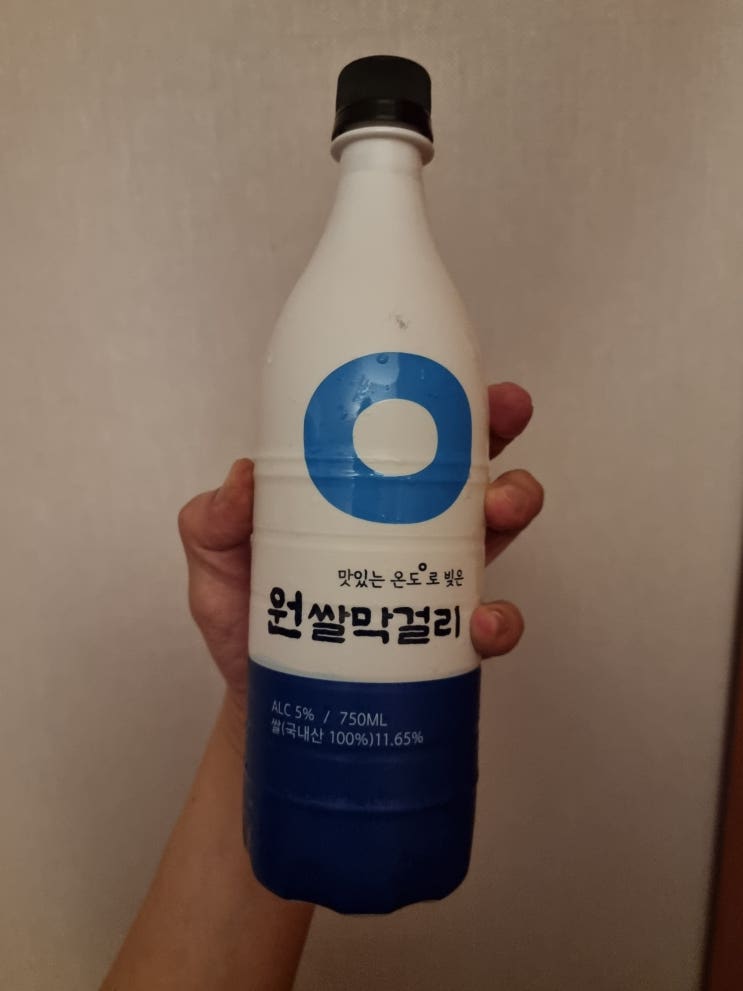 맛있는 온도°로 빚은
원쌀막걸리
ALC 5% / 750ML
쌀(국내산 100%)11.65%